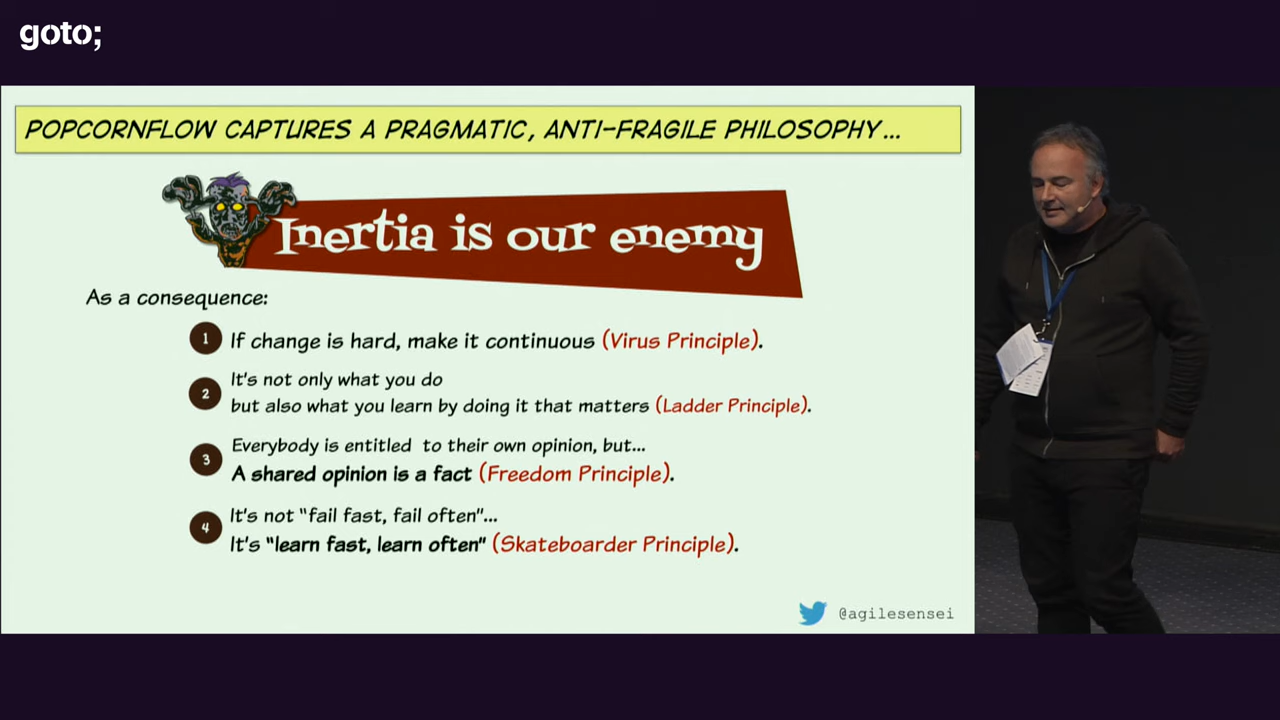 goto;
POPCORNFLOW CAPTURES A PRAGMATIC, ANTI-FRAGILE PHILOSOPHY...
Inertia is our enemy
As a consequence:
1 If change is hard, make it continuous (Virus Principle).
It's not only what you do
2 but also what you learn by doing it that matters (Ladder Principle).
Everybody is entitled to their own opinion, but...
3 A shared opinion is a fact (Freedom Principle).
It's not "fail fast, fail often"...
4 It's "learn fast, learn often" (Skateboarder Principle).
@agilesensei